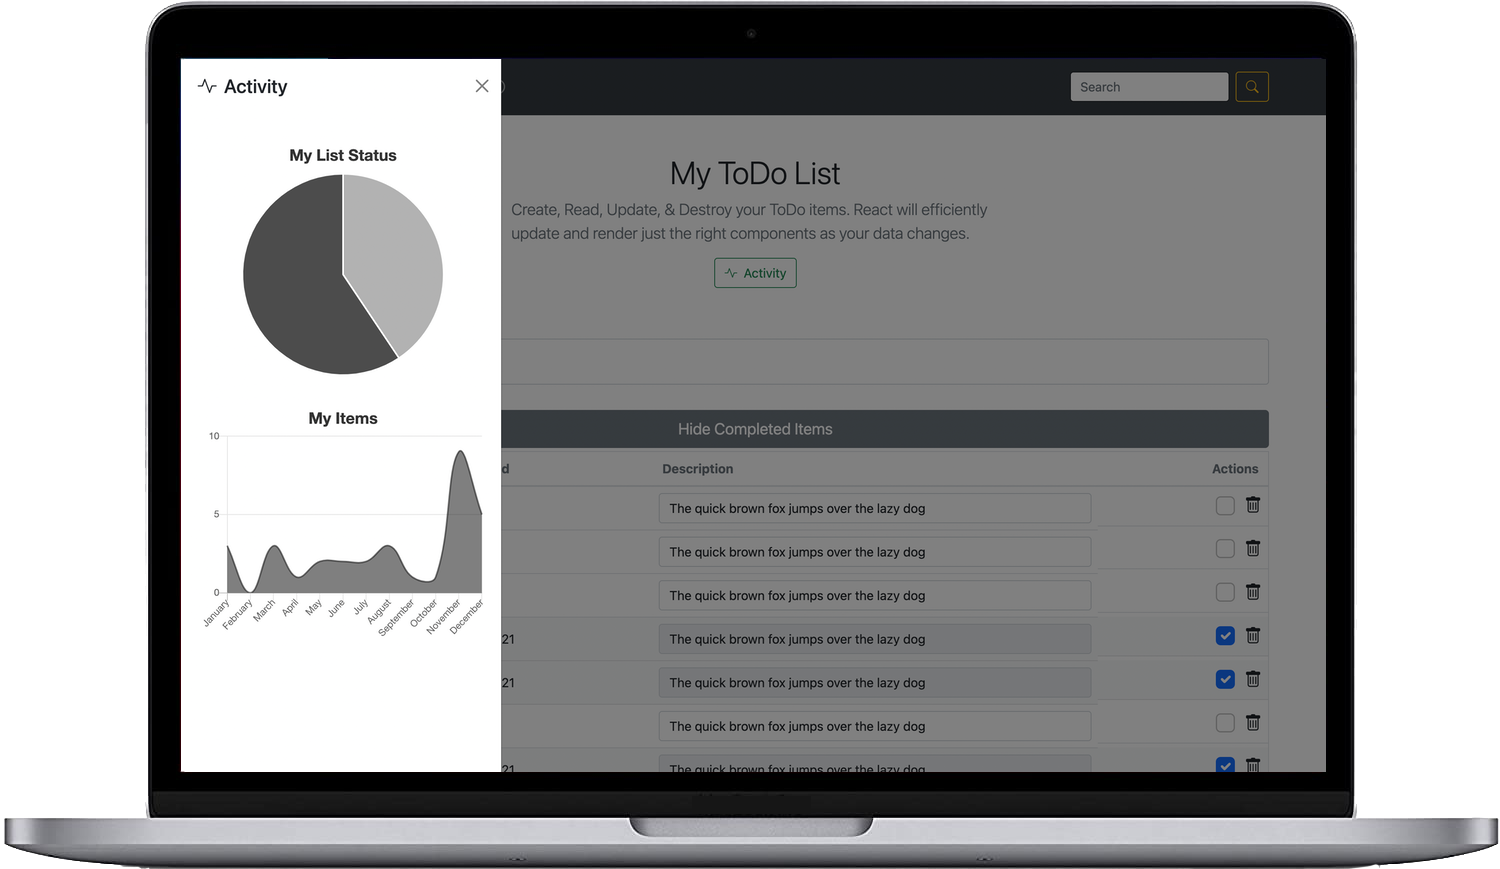 Activity
Search
My List Status
My ToDo List
Create, Read, Update, & Destroy your ToDo items. React will efficiently
update and render just the right components as your data changes.
Activity
My Items
10
5
0
January
February
March
April
May
June
July
August
September
October
November
December
Hide Completed Items
d
Description
Actions
The quick brown fox jumps over the lazy dog
The quick brown fox jumps over the lazy dog
The quick brown fox jumps over the lazy dog
21
The quick brown fox jumps over the lazy dog
21
The quick brown fox jumps over the lazy dog
The quick brown fox jumps over the lazy dog
21
The quick brown fox jumps over the lazy dog